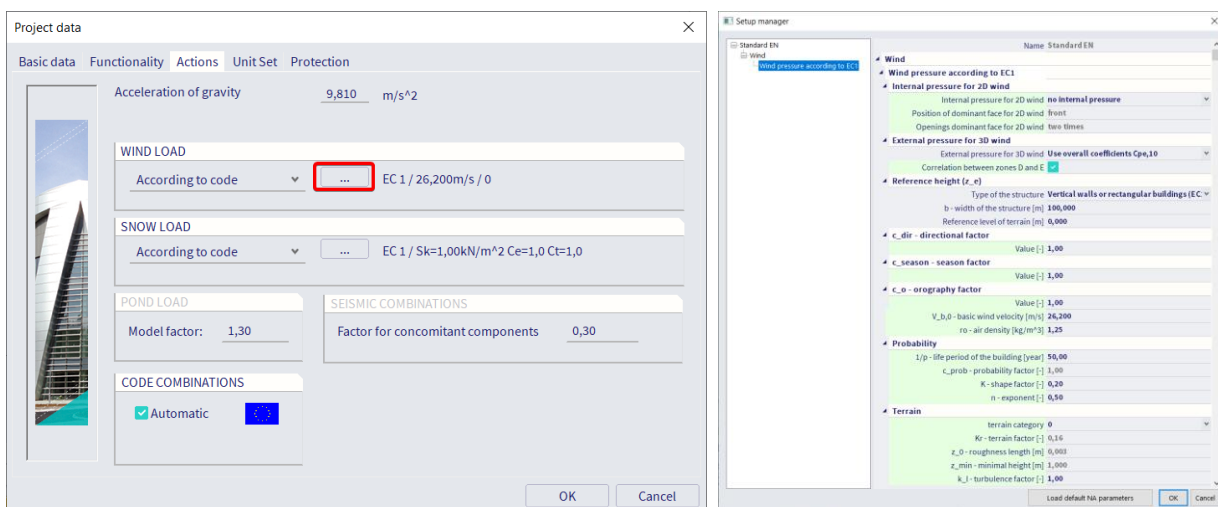 Project data
Basic data Functionality Actions Unit Set Protection
Acceleration of gravity 9,810 m/s^2
WIND LOAD
According to code ... EC 1 / 26,200m/s / 0
SNOW LOAD
According to code ... EC 1 / Sk=1,00kN/m^2 Ce=1,0 Ct=1,0
POND LOAD
Model factor: 1,30
SEISMIC COMBINATIONS
Factor for concomitant components 0,30
CODE COMBINATIONS
Automatic
OK Cancel
Setup manager
Standard EN
Wind
Wind pressure according to EC1
Name Standard EN
Wind
Wind pressure according to EC1
Internal pressure for 2D wind
Internal pressure for 2D wind no internal pressure
Position of dominant face for 2D wind front
Openings dominant face for 2D wind two times
External pressure for 3D wind
External pressure for 3D wind Use overall coefficients Cpe,10
Correlation between zones D and E
Reference height (z_e)
Type of the structure Vertical walls or rectangular buildings (EC
b - width of the structure [m] 100,000
Reference level of terrain [m] 0,000
c_dir - directional factor
Value [-] 1,00
c_season - season factor
Value [-] 1,00
c_o - orography factor
Value [-] 1,00
V_b,0 - basic wind velocity [m/s] 26,200
ro - air density [kg/m^3] 1,25
Probability
1/p - life period of the building [year] 50,00
c_prob - probability factor [-] 1,00
K - shape factor [-] 0,20
n - exponent [-] 0,50
Terrain
terrain category 0
Kr - terrain factor [-] 0,16
z_0 - roughness length [m] 0,003
z_min - minimal height [m] 1,000
k_I - turbulence factor [-] 1,00
Load default NA parameters OK Cancel